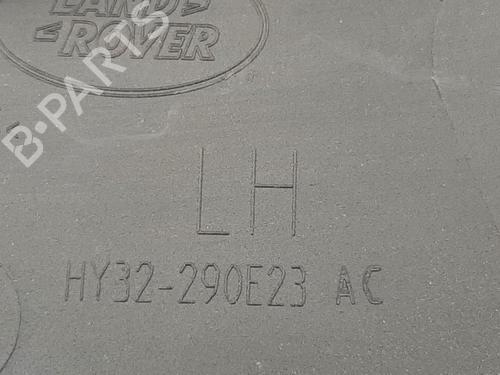 LAND
ROVER
B-PARTS
LH
HY32-290E23 AC